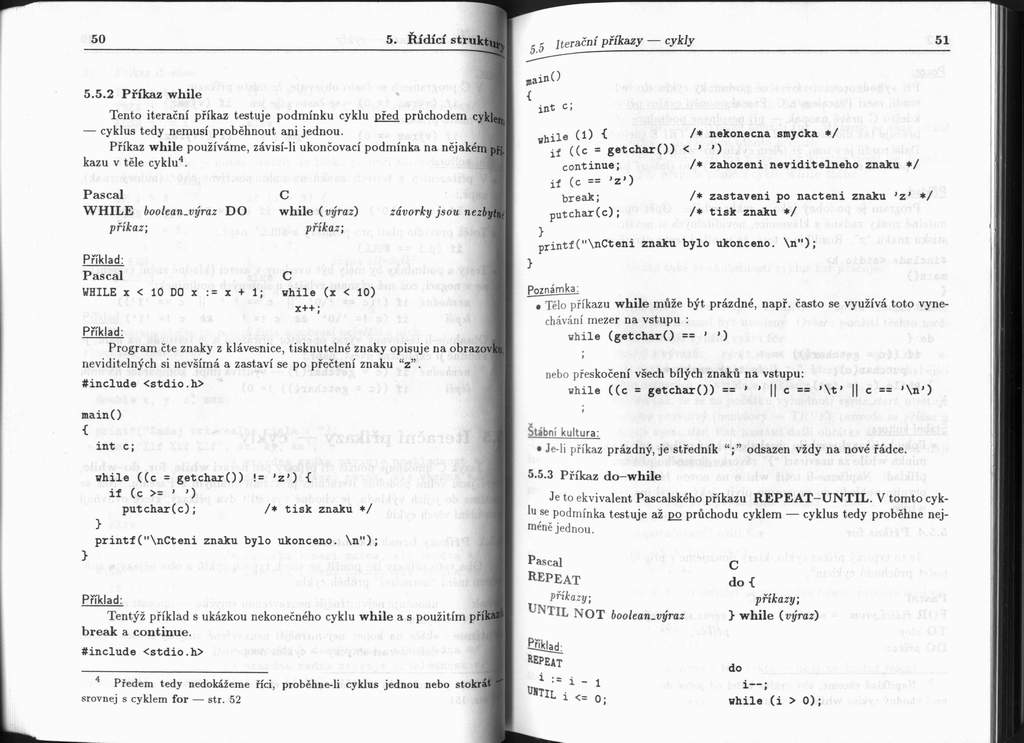 50 5. Řídící struktury
5.5.2 Příkaz while
Tento iterační příkaz testuje podmínku cyklu před průchodem cyklem
— cyklus tedy nemusí proběhnout ani jednou.
Příkaz while používáme, závisí-li ukončovací podmínka na nějakém pří-
kazu v těle cyklu⁴.
Pascal C
WHILE boolean_výraz DO while (výraz) závorky jsou nezbytné
příkaz; příkaz;
Příklad:
Pascal C
WHILE x < 10 DO x := x + 1; while (x < 10)
x++;
Příklad:
Program čte znaky z klávesnice, tisknutelné znaky opisuje na obrazovku,
neviditelných si nevšímá a zastaví se po přečtení znaku “z”.
#include <stdio.h>
main()
{
int c;
while ((c = getchar()) != 'z') {
if (c >= ' ')
putchar(c); /* tisk znaku */
}
printf("\nCteni znaku bylo ukonceno. \n");
}
Příklad:
Tentýž příklad s ukázkou nekonečného cyklu while a s použitím příkazů
break a continue.
#include <stdio.h>
4 Předem tedy nedokážeme říci, proběhne-li cyklus jednou nebo stokrát —
srovnej s cyklem for — str. 52
5.5 Iterační příkazy — cykly 51
main()
{
int c;
while (1) { /* nekonecna smycka */
if ((c = getchar()) < ' ')
continue; /* zahozeni neviditelneho znaku */
if (c == 'z')
break; /* zastaveni po nacteni znaku 'z' */
putchar(c); /* tisk znaku */
}
printf("\nCteni znaku bylo ukonceno. \n");
}
Poznámka:
• Tělo příkazu while může být prázdné, např. často se využívá toto vyne-
chávání mezer na vstupu :
while (getchar() == ' ')
;
nebo přeskočení všech bílých znaků na vstupu:
while ((c = getchar()) == ' ' || c == '\t' || c == '\n')
;
Štábní kultura:
• Je-li příkaz prázdný, je středník “;” odsazen vždy na nové řádce.
5.5.3 Příkaz do–while
Je to ekvivalent Pascalského příkazu REPEAT–UNTIL. V tomto cyk-
lu se podmínka testuje až po průchodu cyklem — cyklus tedy proběhne nej-
méně jednou.
Pascal C
REPEAT do {
příkazy; příkazy;
UNTIL NOT boolean_výraz } while (výraz)
Příklad:
REPEAT do
i := i - 1 i--;
UNTIL i <= 0; while (i > 0);